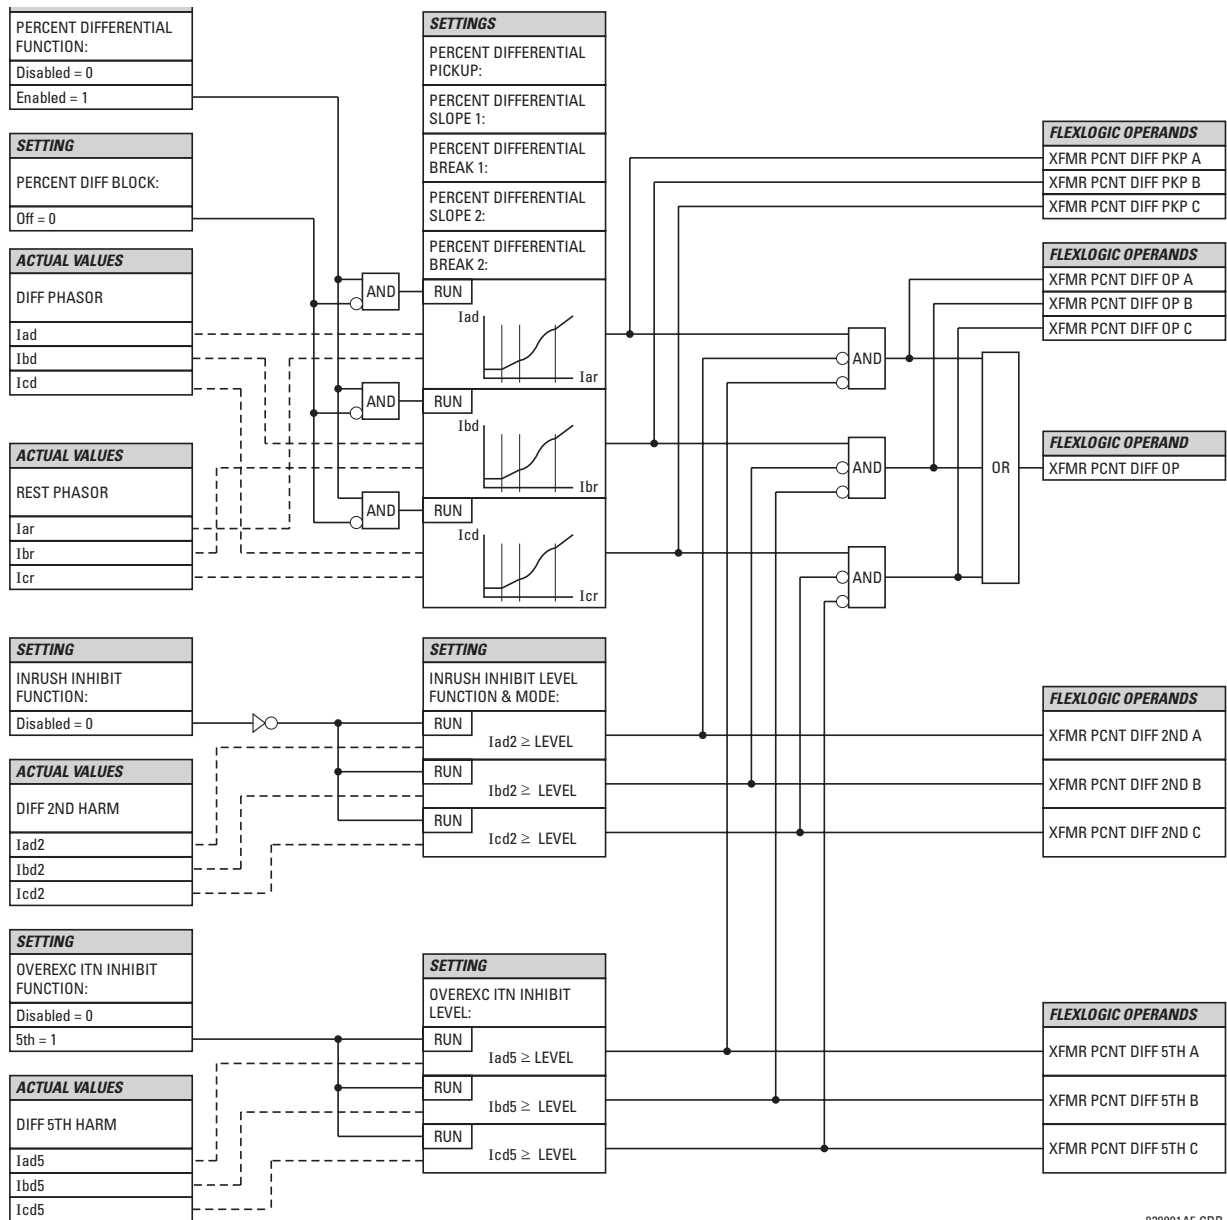 PERCENT DIFFERENTIAL
FUNCTION:
Disabled = 0
Enabled = 1
SETTING
PERCENT DIFF BLOCK:
Off = 0
ACTUAL VALUES
DIFF PHASOR
Iad
Ibd
Icd
ACTUAL VALUES
REST PHASOR
Iar
Ibr
Icr
SETTING
INRUSH INHIBIT
FUNCTION:
Disabled = 0
ACTUAL VALUES
DIFF 2ND HARM
Iad2
Ibd2
Icd2
SETTING
OVEREXC ITN INHIBIT
FUNCTION:
Disabled = 0
5th = 1
ACTUAL VALUES
DIFF 5TH HARM
Iad5
Ibd5
Icd5
AND
AND
AND
SETTINGS
PERCENT DIFFERENTIAL
PICKUP:
PERCENT DIFFERENTIAL
SLOPE 1:
PERCENT DIFFERENTIAL
BREAK 1:
PERCENT DIFFERENTIAL
SLOPE 2:
PERCENT DIFFERENTIAL
BREAK 2:
RUN
Iad
Iar
RUN
Ibd
Ibr
RUN
Icd
Icr
SETTING
INRUSH INHIBIT LEVEL
FUNCTION & MODE:
RUN
Iad2 ≥ LEVEL
RUN
Ibd2 ≥ LEVEL
RUN
Icd2 ≥ LEVEL
SETTING
OVEREXC ITN INHIBIT
LEVEL:
RUN
Iad5 ≥ LEVEL
RUN
Ibd5 ≥ LEVEL
RUN
Icd5 ≥ LEVEL
AND
AND
AND
OR
FLEXLOGIC OPERANDS
XFMR PCNT DIFF PKP A
XFMR PCNT DIFF PKP B
XFMR PCNT DIFF PKP C
FLEXLOGIC OPERANDS
XFMR PCNT DIFF OP A
XFMR PCNT DIFF OP B
XFMR PCNT DIFF OP C
FLEXLOGIC OPERAND
XFMR PCNT DIFF OP
FLEXLOGIC OPERANDS
XFMR PCNT DIFF 2ND A
XFMR PCNT DIFF 2ND B
XFMR PCNT DIFF 2ND C
FLEXLOGIC OPERANDS
XFMR PCNT DIFF 5TH A
XFMR PCNT DIFF 5TH B
XFMR PCNT DIFF 5TH C